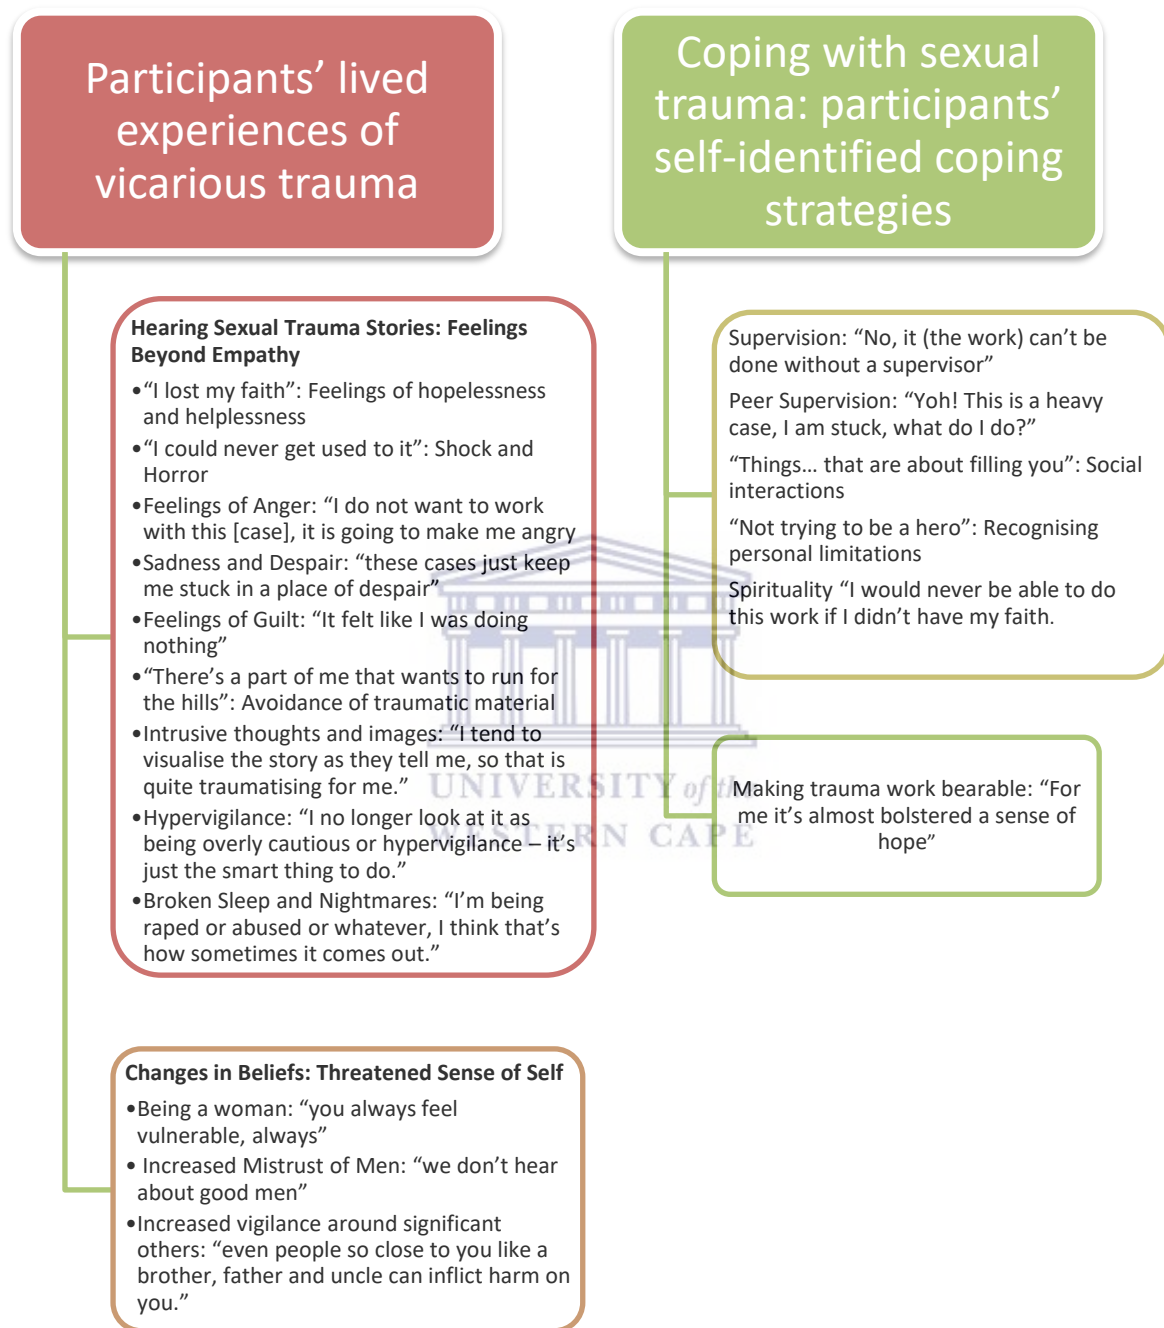 Participants’ lived
experiences of
vicarious trauma
Hearing Sexual Trauma Stories: Feelings
Beyond Empathy
•“I lost my faith”: Feelings of hopelessness
and helplessness
•“I could never get used to it”: Shock and
Horror
•Feelings of Anger: “I do not want to work
with this [case], it is going to make me angry
•Sadness and Despair: “these cases just keep
me stuck in a place of despair”
•Feelings of Guilt: “It felt like I was doing
nothing”
•“There’s a part of me that wants to run for
the hills”: Avoidance of traumatic material
•Intrusive thoughts and images: “I tend to
visualise the story as they tell me, so that is
quite traumatising for me.”
•Hypervigilance: “I no longer look at it as
being overly cautious or hypervigilance – it’s
just the smart thing to do.”
•Broken Sleep and Nightmares: “I’m being
raped or abused or whatever, I think that’s
how sometimes it comes out.”
Changes in Beliefs: Threatened Sense of Self
•Being a woman: “you always feel
vulnerable, always”
• Increased Mistrust of Men: “we don’t hear
about good men”
•Increased vigilance around significant
others: “even people so close to you like a
brother, father and uncle can inflict harm on
you.”
Coping with sexual
trauma: participants’
self-identified coping
strategies
Supervision: “No, it (the work) can’t be
done without a supervisor”
Peer Supervision: “Yoh! This is a heavy
case, I am stuck, what do I do?”
“Things… that are about filling you”: Social
interactions
“Not trying to be a hero”: Recognising
personal limitations
Spirituality “I would never be able to do
this work if I didn’t have my faith.
Making trauma work bearable: “For
me it’s almost bolstered a sense of
hope”
UNIVERSITY of the
WESTERN CAPE